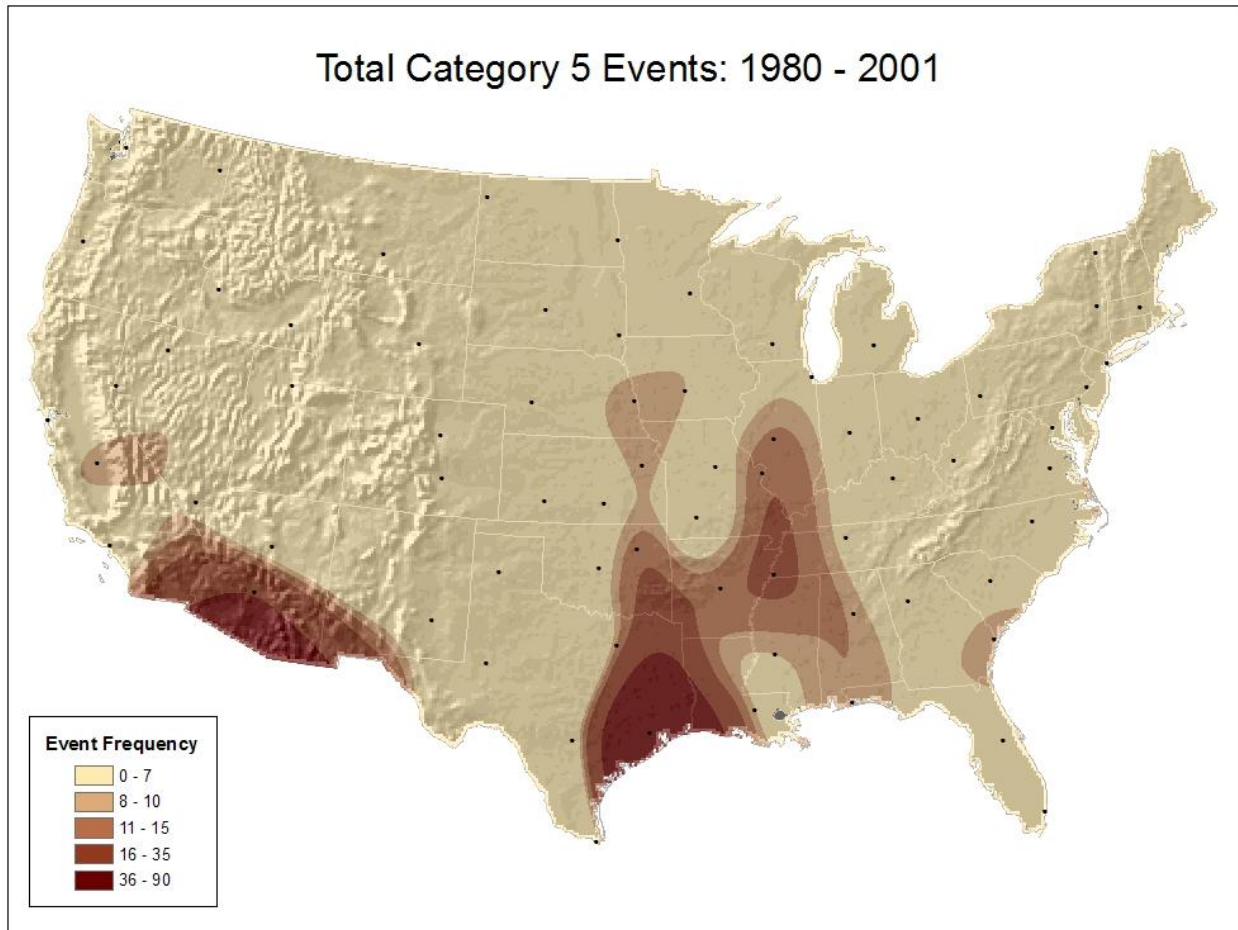 Total Category 5 Events: 1980 - 2001
Event Frequency
0 - 7
8 - 10
11 - 15
16 - 35
36 - 90